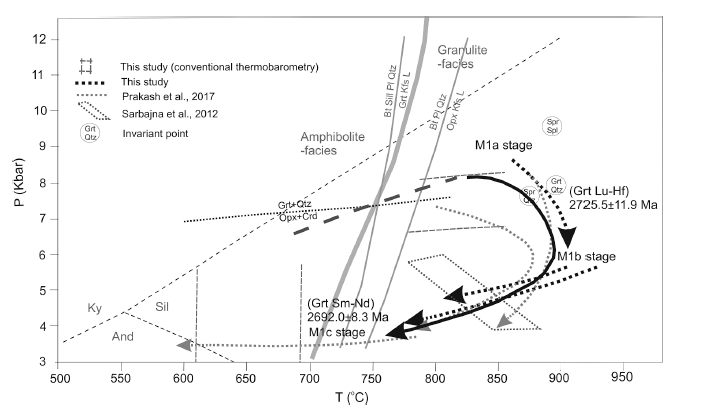 12
11
10
9
8
7
6
5
4
3
P (Kbar)
This study (conventional thermobarometry)
This study
Prakash et al., 2017
Sarbajna et al., 2012
Grt
Qtz
Invariant point
Granulite
-facies
Bt Sill Pl Qtz
Grt Kfs L
Bt Pl Qtz
Opx Kfs L
Amphibolite
-facies
Spr
Spl
M1a stage
Grt
Qtz
Spr
(Grt Lu-Hf)
2725.5±11.9 Ma
Grt+Qtz
Opx+Crd
M1b stage
(Grt Sm-Nd)
2692.0±8.3 Ma
M1c stage
Ky
Sil
And
500
550
600
650
700
750
800
850
900
950
T (°C)